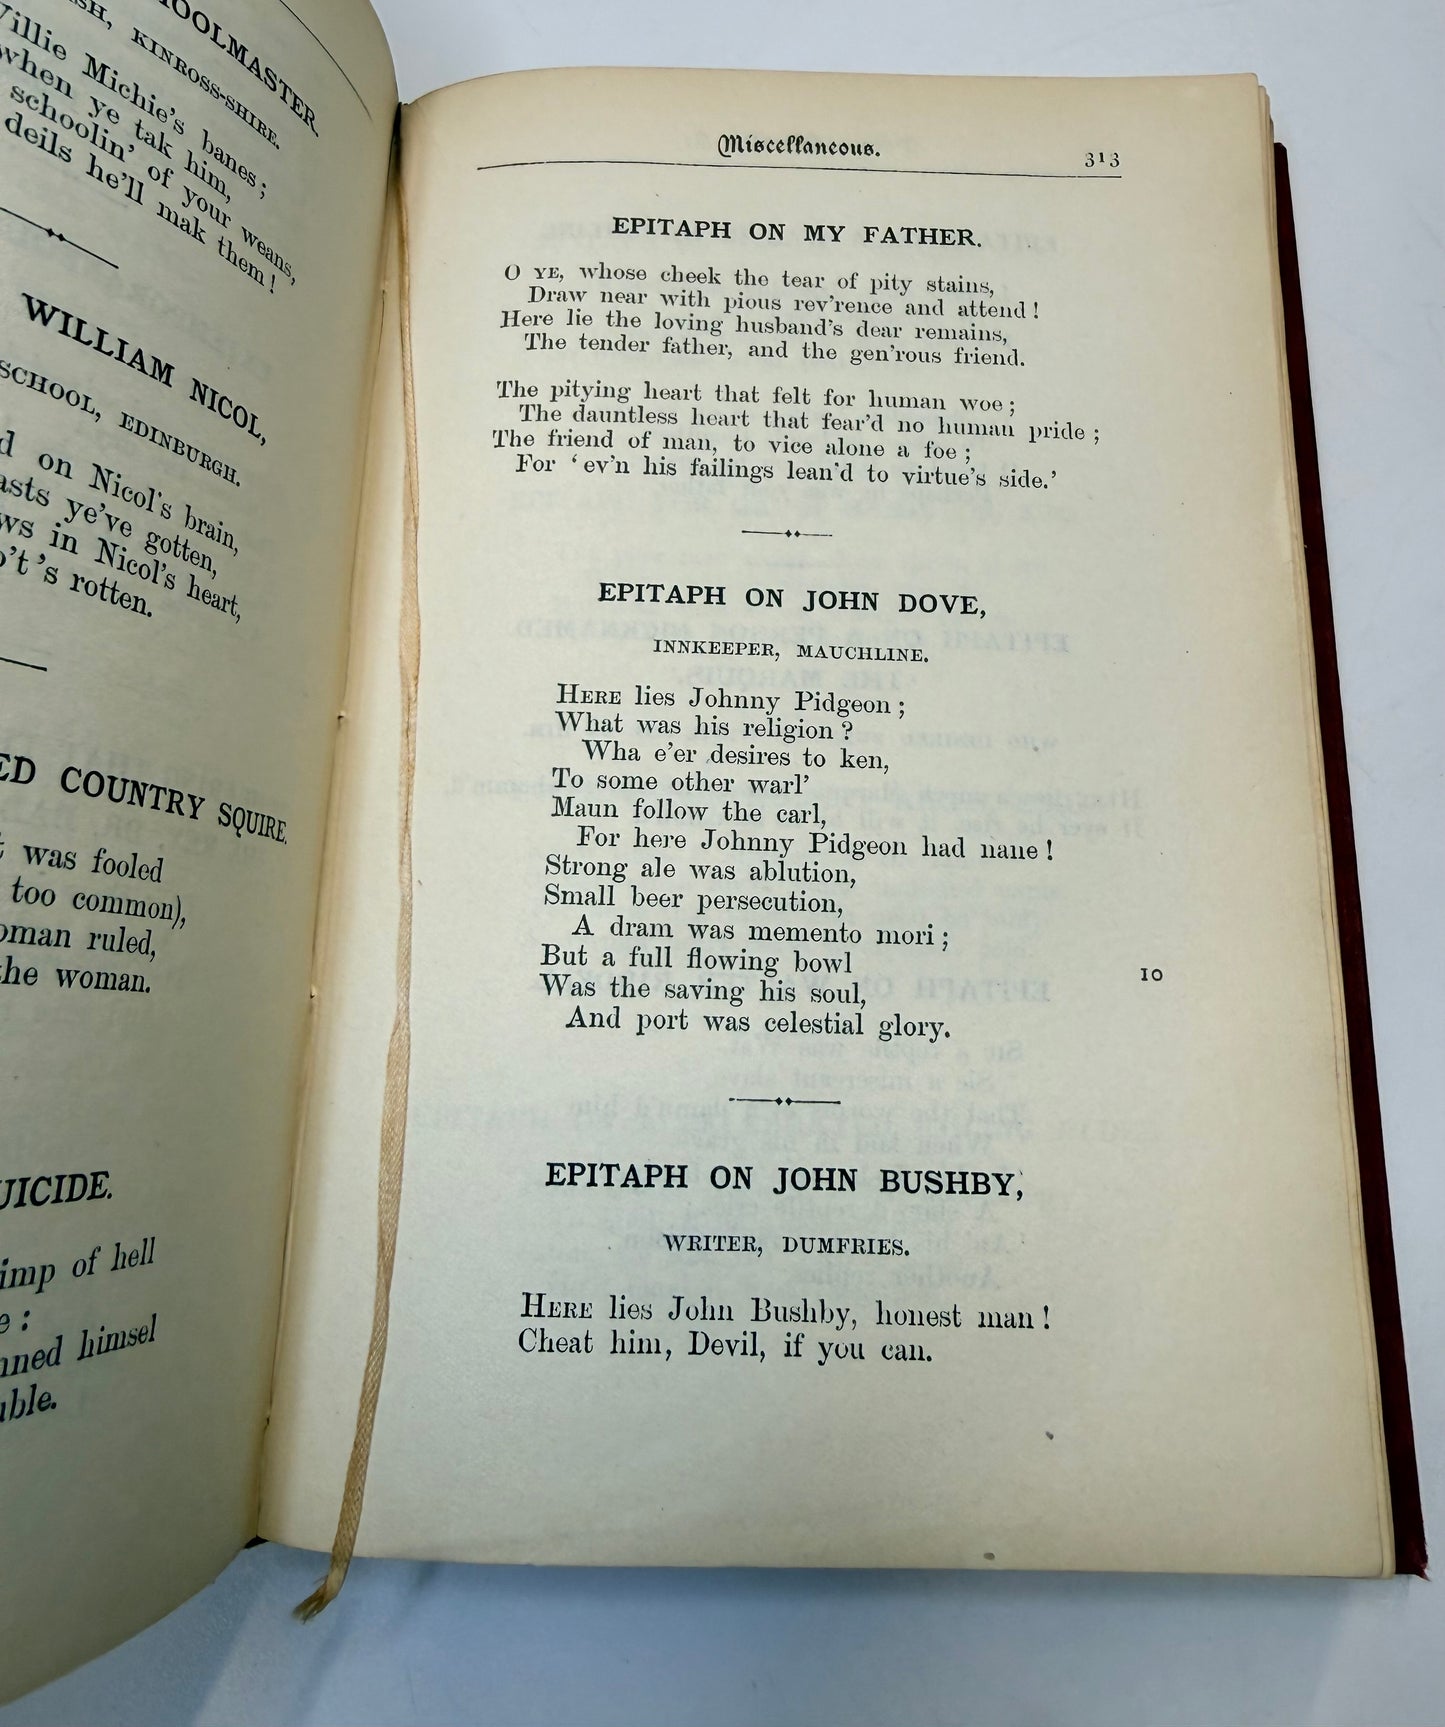 OOLMASTER.
SH, KINROSS-SHIRE.
Willie Michie's banes;
when ye tak him,
schoolin' of your weans,
deils he'll mak them!
WILLIAM NICOL,
SCHOOL, EDINBURGH.
d on Nicol's brain,
asts ye've gotten,
ws in Nicol's heart,
o't 's rotten.
ED COUNTRY SQUIRE.
t was fooled
too common),
oman ruled,
the woman.
UICIDE.
imp of hell
e:
nned himsel
uble.
Miscellaneous. 313
EPITAPH ON MY FATHER.
O YE, whose cheek the tear of pity stains,
Draw near with pious rev'rence and attend!
Here lie the loving husband's dear remains,
The tender father, and the gen'rous friend.
The pitying heart that felt for human woe;
The dauntless heart that fear'd no human pride;
The friend of man, to vice alone a foe;
For 'ev'n his failings lean'd to virtue's side.'
EPITAPH ON JOHN DOVE,
INNKEEPER, MAUCHLINE.
HERE lies Johnny Pidgeon;
What was his religion?
Wha e'er desires to ken,
To some other warl'
Maun follow the carl,
For here Johnny Pidgeon had nane!
Strong ale was ablution,
Small beer persecution,
A dram was memento mori;
But a full flowing bowl 10
Was the saving his soul,
And port was celestial glory.
EPITAPH ON JOHN BUSHBY,
WRITER, DUMFRIES.
HERE lies John Bushby, honest man!
Cheat him, Devil, if you can.